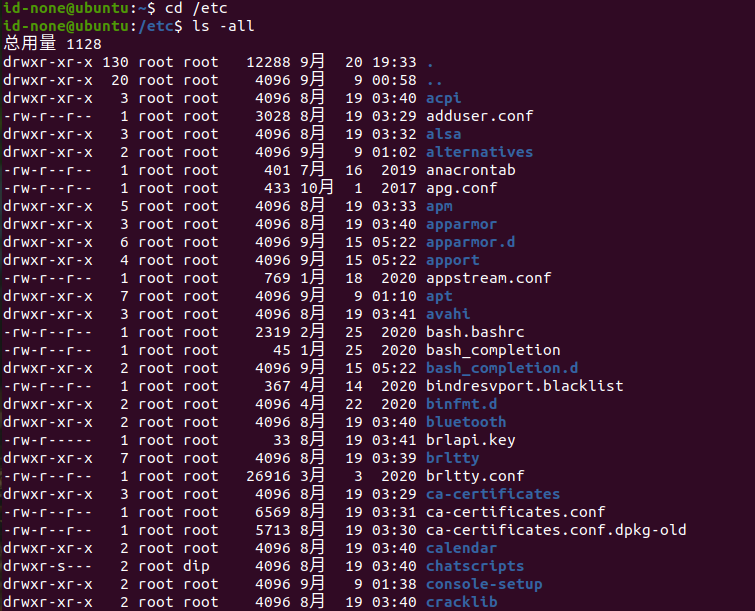 id-none@ubuntu:~$ cd /etc
id-none@ubuntu:/etc$ ls -all
总用量 1128
drwxr-xr-x 130 root root   12288 9月  20 19:33 .
drwxr-xr-x  20 root root    4096 9月   9 00:58 ..
drwxr-xr-x   3 root root    4096 8月  19 03:40 acpi
-rw-r--r--   1 root root    3028 8月  19 03:29 adduser.conf
drwxr-xr-x   3 root root    4096 8月  19 03:32 alsa
drwxr-xr-x   2 root root    4096 9月   9 01:02 alternatives
-rw-r--r--   1 root root     401 7月  16  2019 anacrontab
-rw-r--r--   1 root root     433 10月  1  2017 apg.conf
drwxr-xr-x   5 root root    4096 8月  19 03:33 apm
drwxr-xr-x   3 root root    4096 8月  19 03:40 apparmor
drwxr-xr-x   6 root root    4096 9月  15 05:22 apparmor.d
drwxr-xr-x   4 root root    4096 9月  15 05:22 apport
-rw-r--r--   1 root root     769 1月  18  2020 appstream.conf
drwxr-xr-x   7 root root    4096 9月   9 01:10 apt
drwxr-xr-x   3 root root    4096 8月  19 03:41 avahi
-rw-r--r--   1 root root    2319 2月  25  2020 bash.bashrc
-rw-r--r--   1 root root      45 1月  25  2020 bash_completion
drwxr-xr-x   2 root root    4096 9月  15 05:22 bash_completion.d
-rw-r--r--   1 root root     367 4月  14  2020 bindresvport.blacklist
drwxr-xr-x   2 root root    4096 4月  22  2020 binfmt.d
drwxr-xr-x   2 root root    4096 8月  19 03:40 bluetooth
-rw-r-----   1 root root      33 8月  19 03:41 brlapi.key
drwxr-xr-x   7 root root    4096 8月  19 03:39 brltty
-rw-r--r--   1 root root   26916 3月   3  2020 brltty.conf
drwxr-xr-x   3 root root    4096 8月  19 03:29 ca-certificates
-rw-r--r--   1 root root    6569 8月  19 03:31 ca-certificates.conf
-rw-r--r--   1 root root    5713 8月  19 03:30 ca-certificates.conf.dpkg-old
drwxr-xr-x   2 root root    4096 8月  19 03:40 calendar
drwxr-s---   2 root dip     4096 8月  19 03:40 chatscripts
drwxr-xr-x   2 root root    4096 9月   9 01:38 console-setup
drwxr-xr-x   2 root root    4096 8月  19 03:40 cracklib